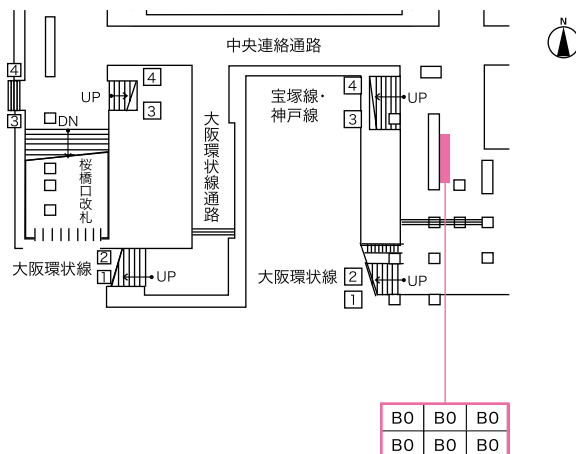 N
中央連絡通路
4
UP
4
3
3
DN
桜橋口改札
大阪環状線通路
宝塚線・
神戸線
4
3
UP
大阪環状線
2
1
UP
大阪環状線
2
1
UP
B0 B0 B0
B0 B0 B0